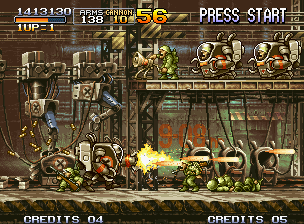 1413130 ARMS CANNON 56 PRESS START
1UP=1 138 10
CREDITS 04 CREDITS 05